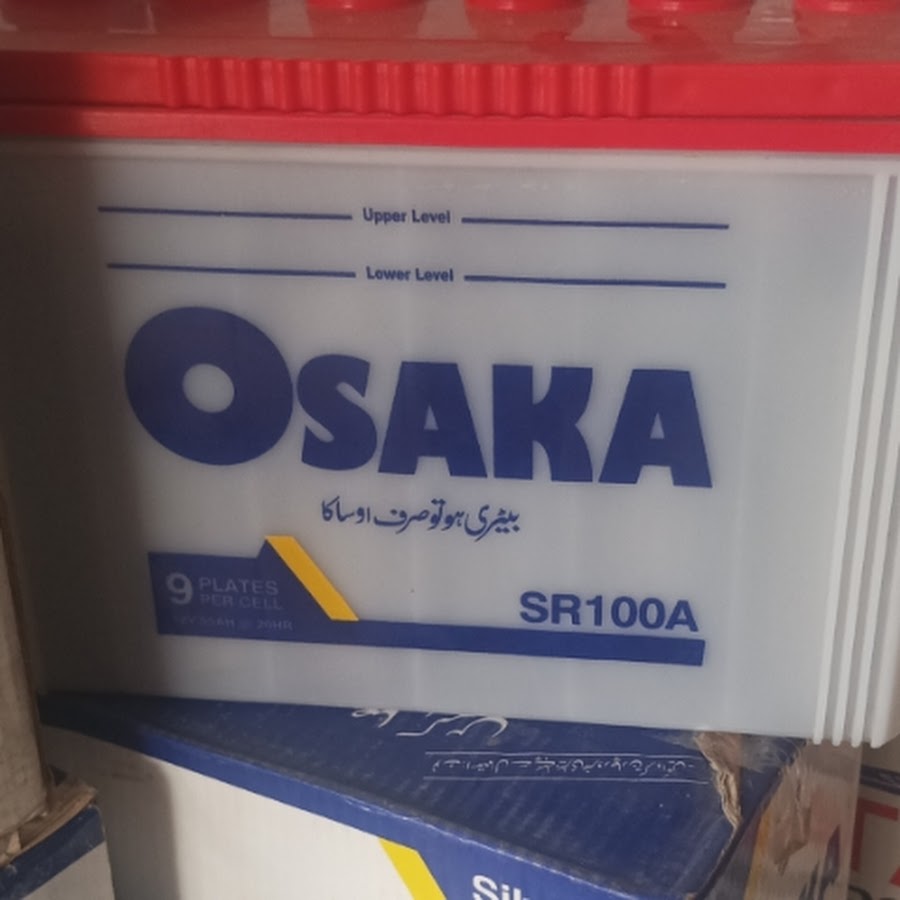 Upper Level
Lower Level
OSAKA
بیٹری ہو تو صرف اوساکا
9 PLATES
PER CELL
SR100A